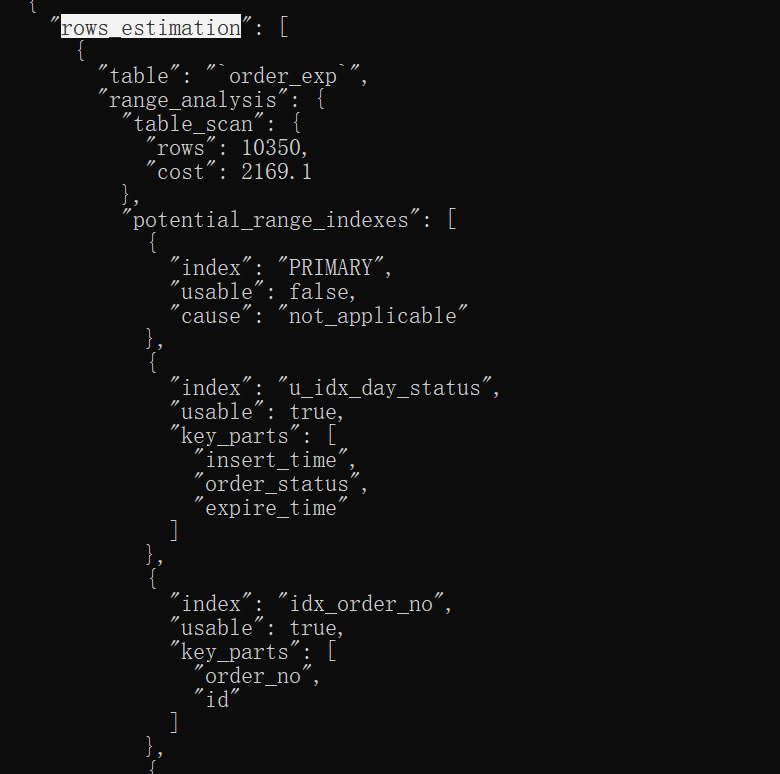 {
"rows_estimation": [
{
"table": "`order_exp`",
"range_analysis": {
"table_scan": {
"rows": 10350,
"cost": 2169.1
},
"potential_range_indexes": [
{
"index": "PRIMARY",
"usable": false,
"cause": "not_applicable"
},
{
"index": "u_idx_day_status",
"usable": true,
"key_parts": [
"insert_time",
"order_status",
"expire_time"
]
},
{
"index": "idx_order_no",
"usable": true,
"key_parts": [
"order_no",
"id"
]
},
{